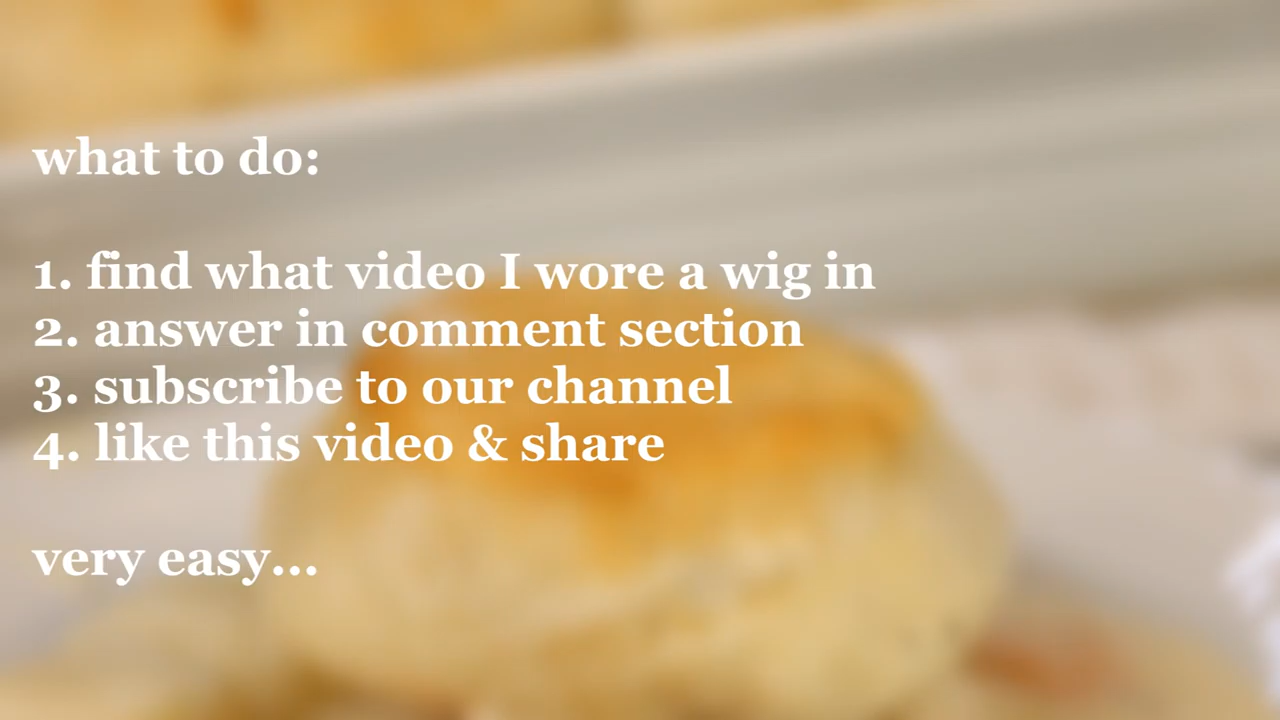 what to do:
1. find what video I wore a wig in
2. answer in comment section
3. subscribe to our channel
4. like this video & share
very easy...